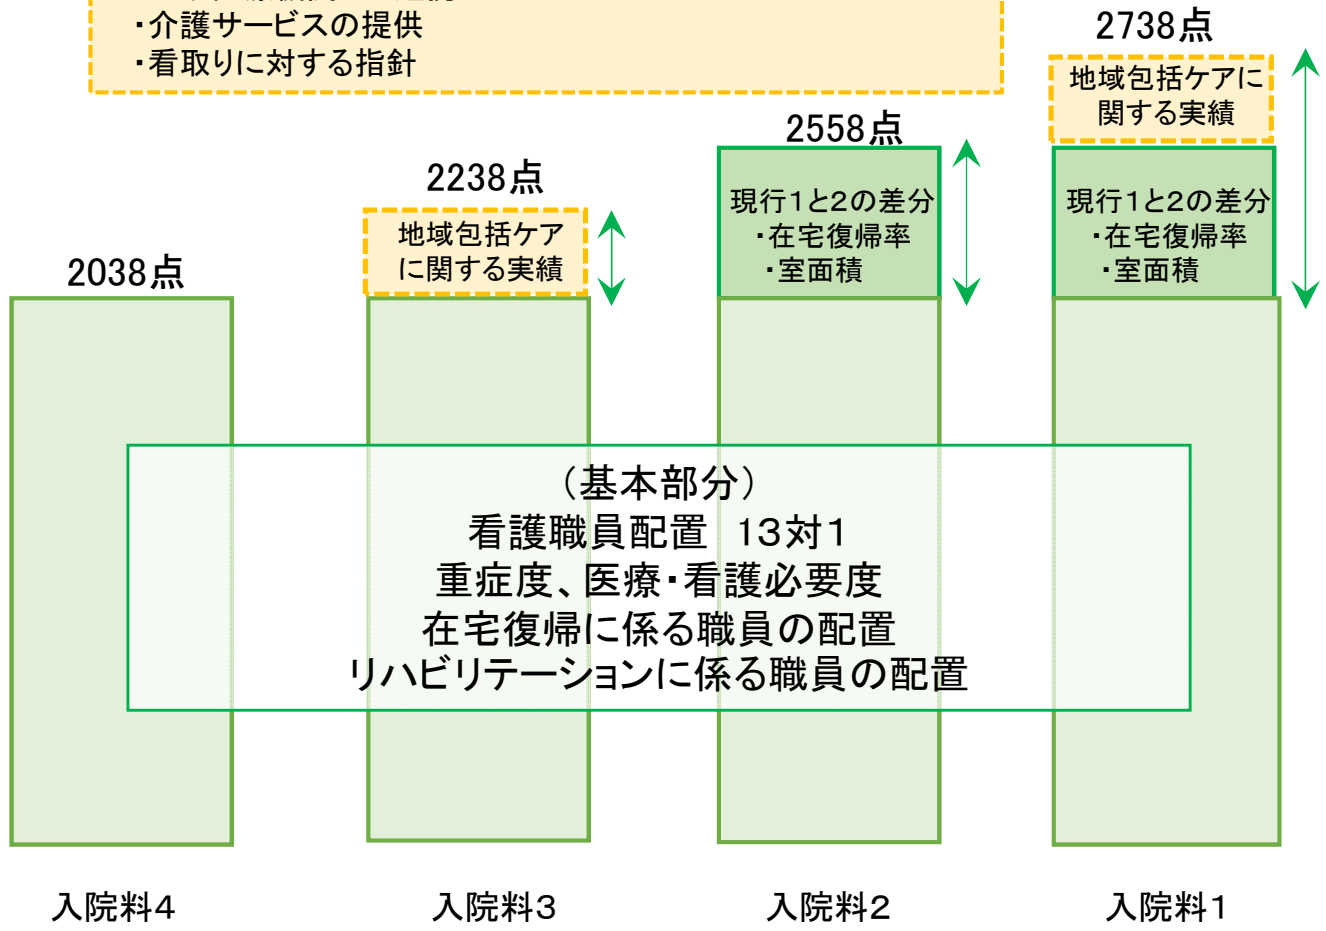 ・介護サービスの提供
・看取りに対する指針
2738点
地域包括ケアに
関する実績
2558点
2238点
現行1と2の差分
・在宅復帰率
・室面積
現行1と2の差分
・在宅復帰率
・室面積
地域包括ケア
に関する実績
2038点
（基本部分）
看護職員配置 13対1
重症度、医療・看護必要度
在宅復帰に係る職員の配置
リハビリテーションに係る職員の配置
入院料4
入院料3
入院料2
入院料1